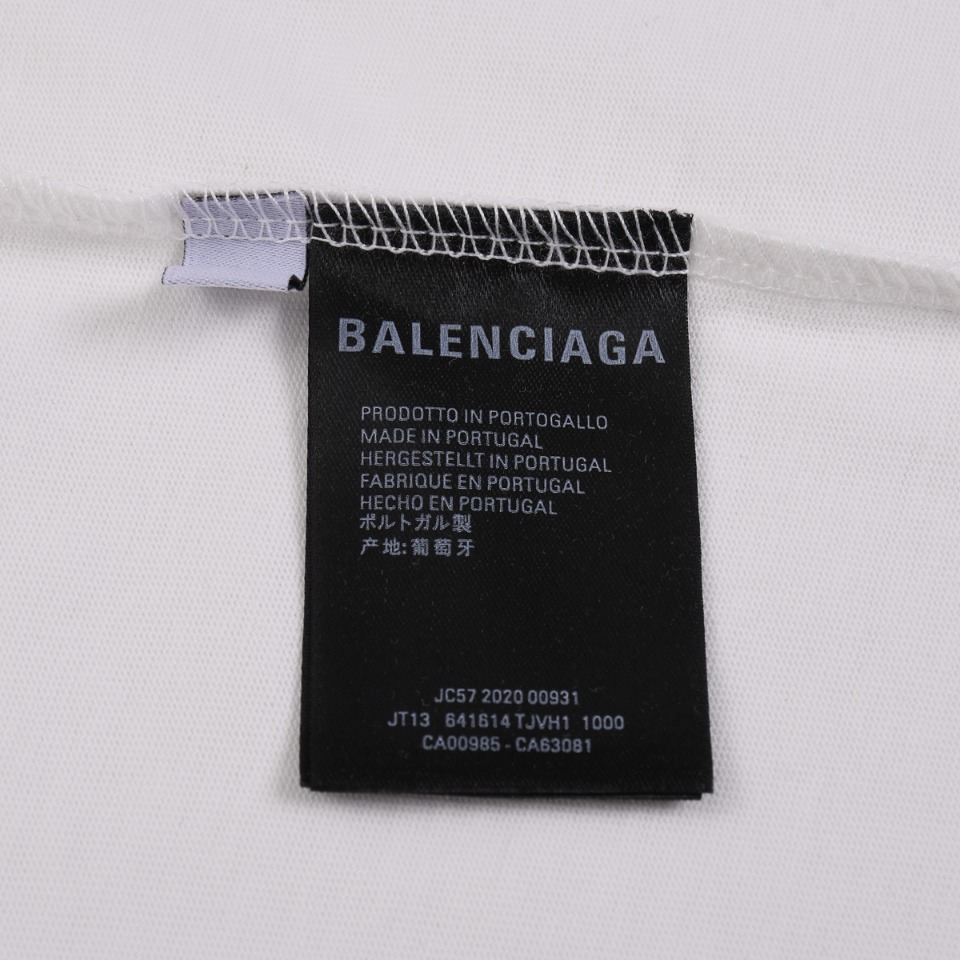 BALENCIAGA
PRODOTTO IN PORTOGALLO
MADE IN PORTUGAL
HERGESTELLT IN PORTUGAL
FABRIQUE EN PORTUGAL
HECHO EN PORTUGAL
ポルトガル製
产地:葡萄牙
JC57 2020 00931
JT13 641614 TJVH1 1000
CA00985 - CA63081